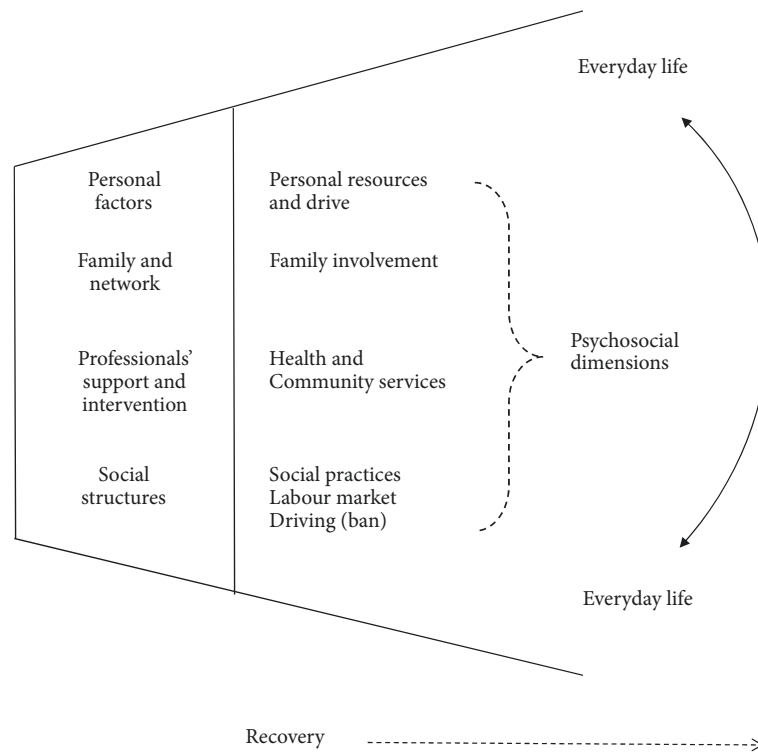 Everyday life
Personal
factors
Personal resources
and drive
Family and
network
Family involvement
Professionals'
support and
intervention
Health and
Community services
Psychosocial
dimensions
Social
structures
Social practices
Labour market
Driving (ban)
Everyday life
Recovery